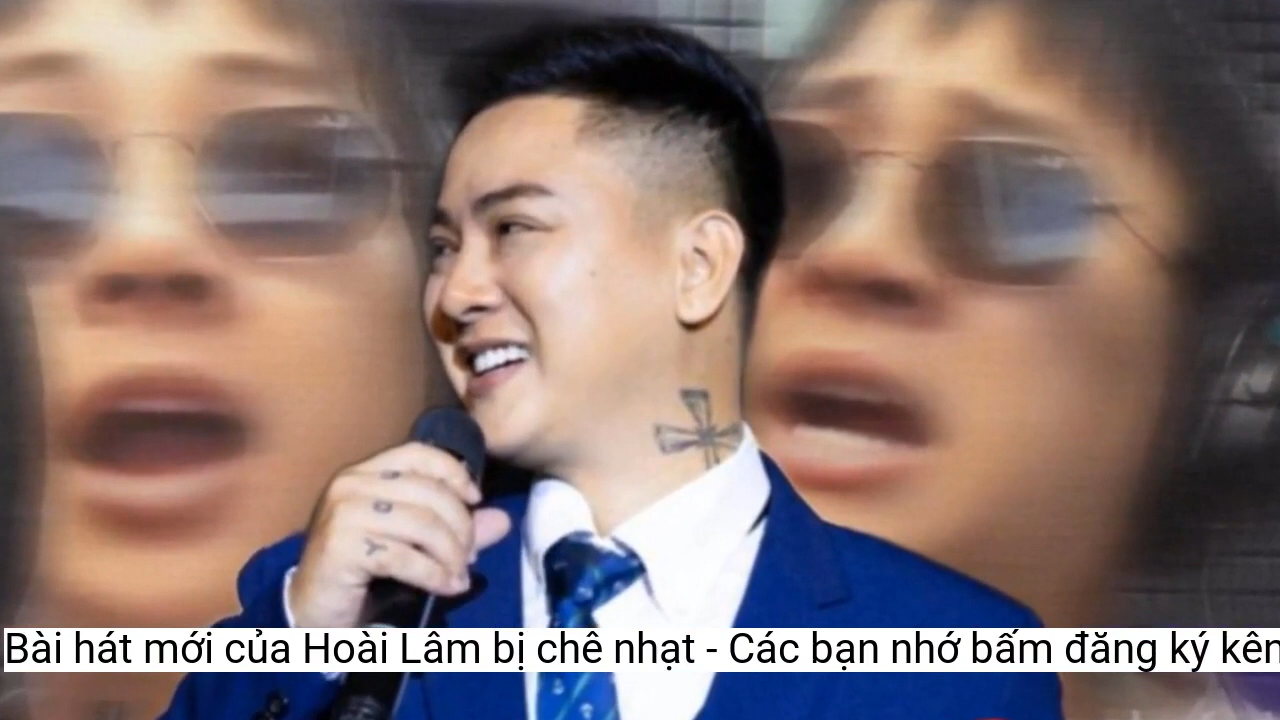 Bài hát mới của Hoài Lâm bị chê nhạt - Các bạn nhớ bấm đăng ký kên